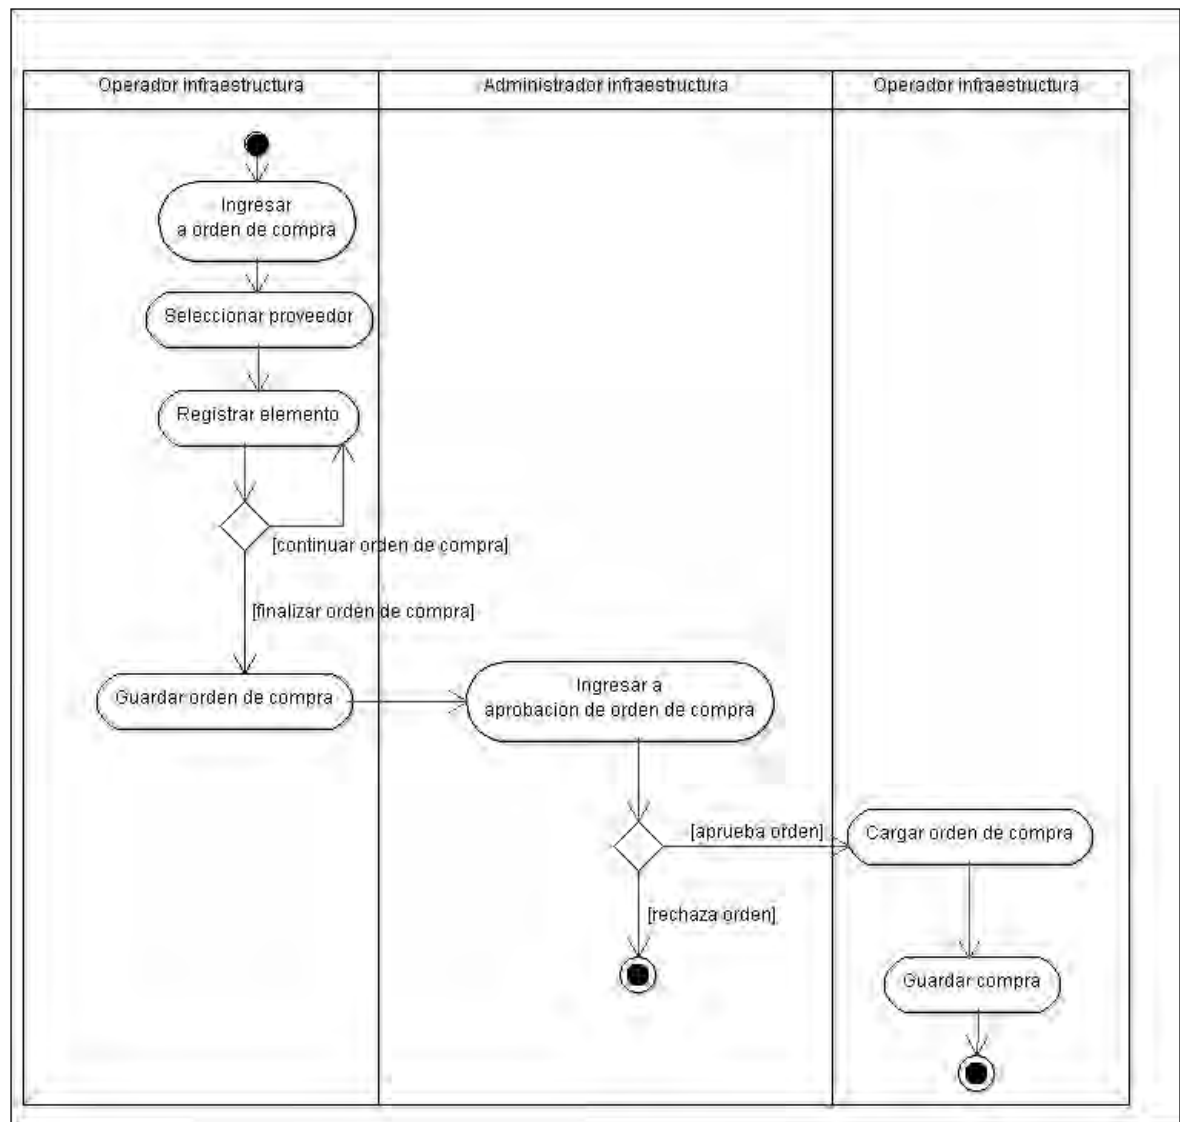 Operador infraestructura
Administrador infraestructura
Operador infraestructura
Ingresar
a orden de compra
Seleccionar proveedor
Registrar elemento
[continuar orden de compra]
[finalizar orden de compra]
Guardar orden de compra
Ingresar a
aprobacion de orden de compra
[aprueba orden]
Cargar orden de compra
[rechaza orden]
Guardar compra